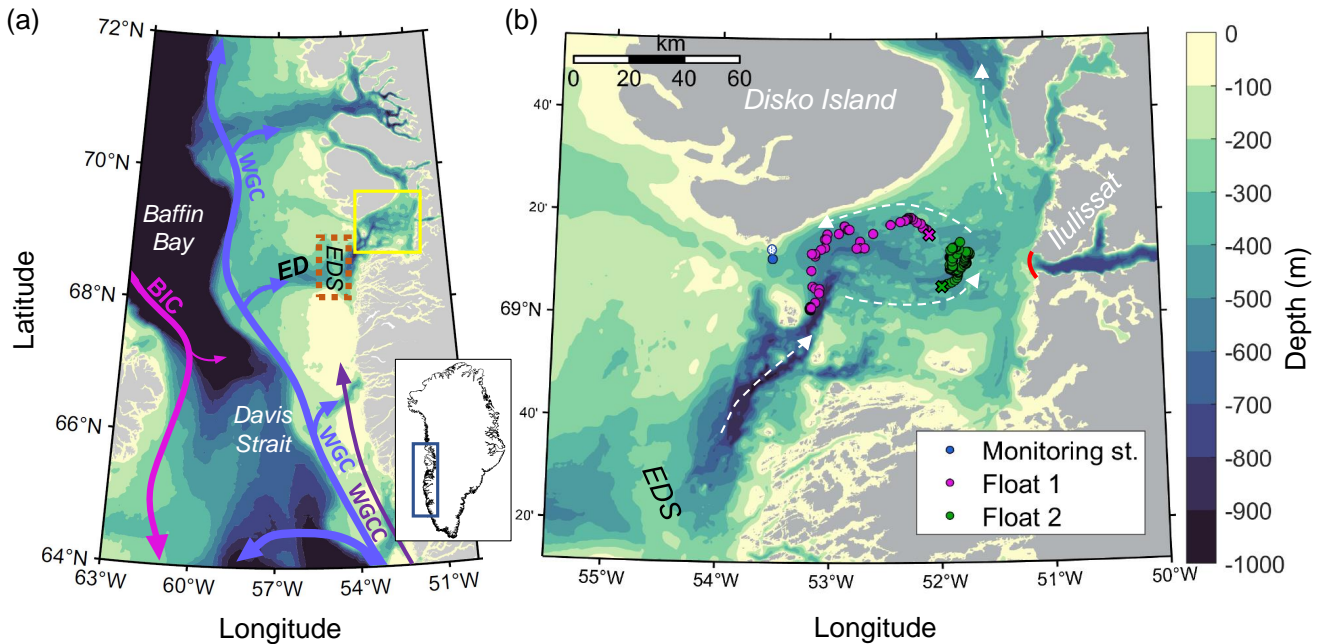 (a)
72°N
70°N
68°N
66°N
64°N
63°W
60°W
57°W
54°W
51°W
Latitude
Longitude
Baffin
Bay
WGC
ED
EDS
BIC
Davis
Strait
WGC
WGCC
(b)
km
0 20 40 60
Disko Island
40'
20'
69°N
40'
20'
55°W
54°W
53°W
52°W
51°W
50°W
Ilulissat
EDS
Monitoring st.
Float 1
Float 2
Longitude
0
-100
-200
-300
-400
-500
-600
-700
-800
-900
-1000
Depth (m)